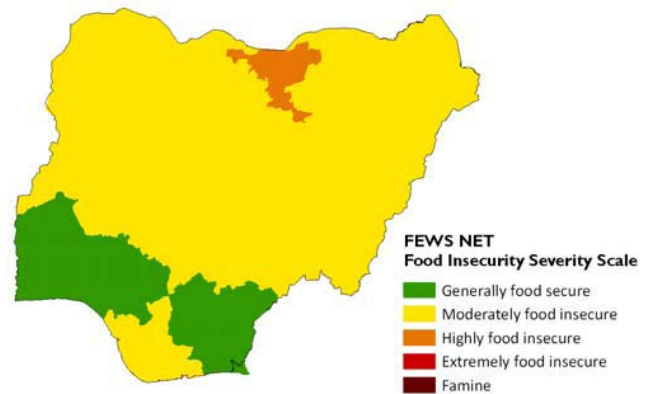 FEWS NET
Food Insecurity Severity Scale
Generally food secure
Moderately food insecure
Highly food insecure
Extremely food insecure
Famine